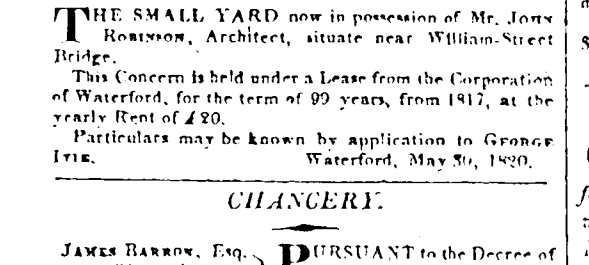 THE SMALL YARD now in possession of Mr. JOHN
ROBINSON, Architect, situate near William-Street
Bridge.
This Concern is held under a Lease from the Corporation
of Waterford, for the term of 99 years, from 1817, at the
yearly Rent of £20.
Particulars may be known by application to GEORGE
IVIE. Waterford, May 30, 1820.
CHANCERY.
JAMES BARROW, Esq. PURSUANT to the Decree of